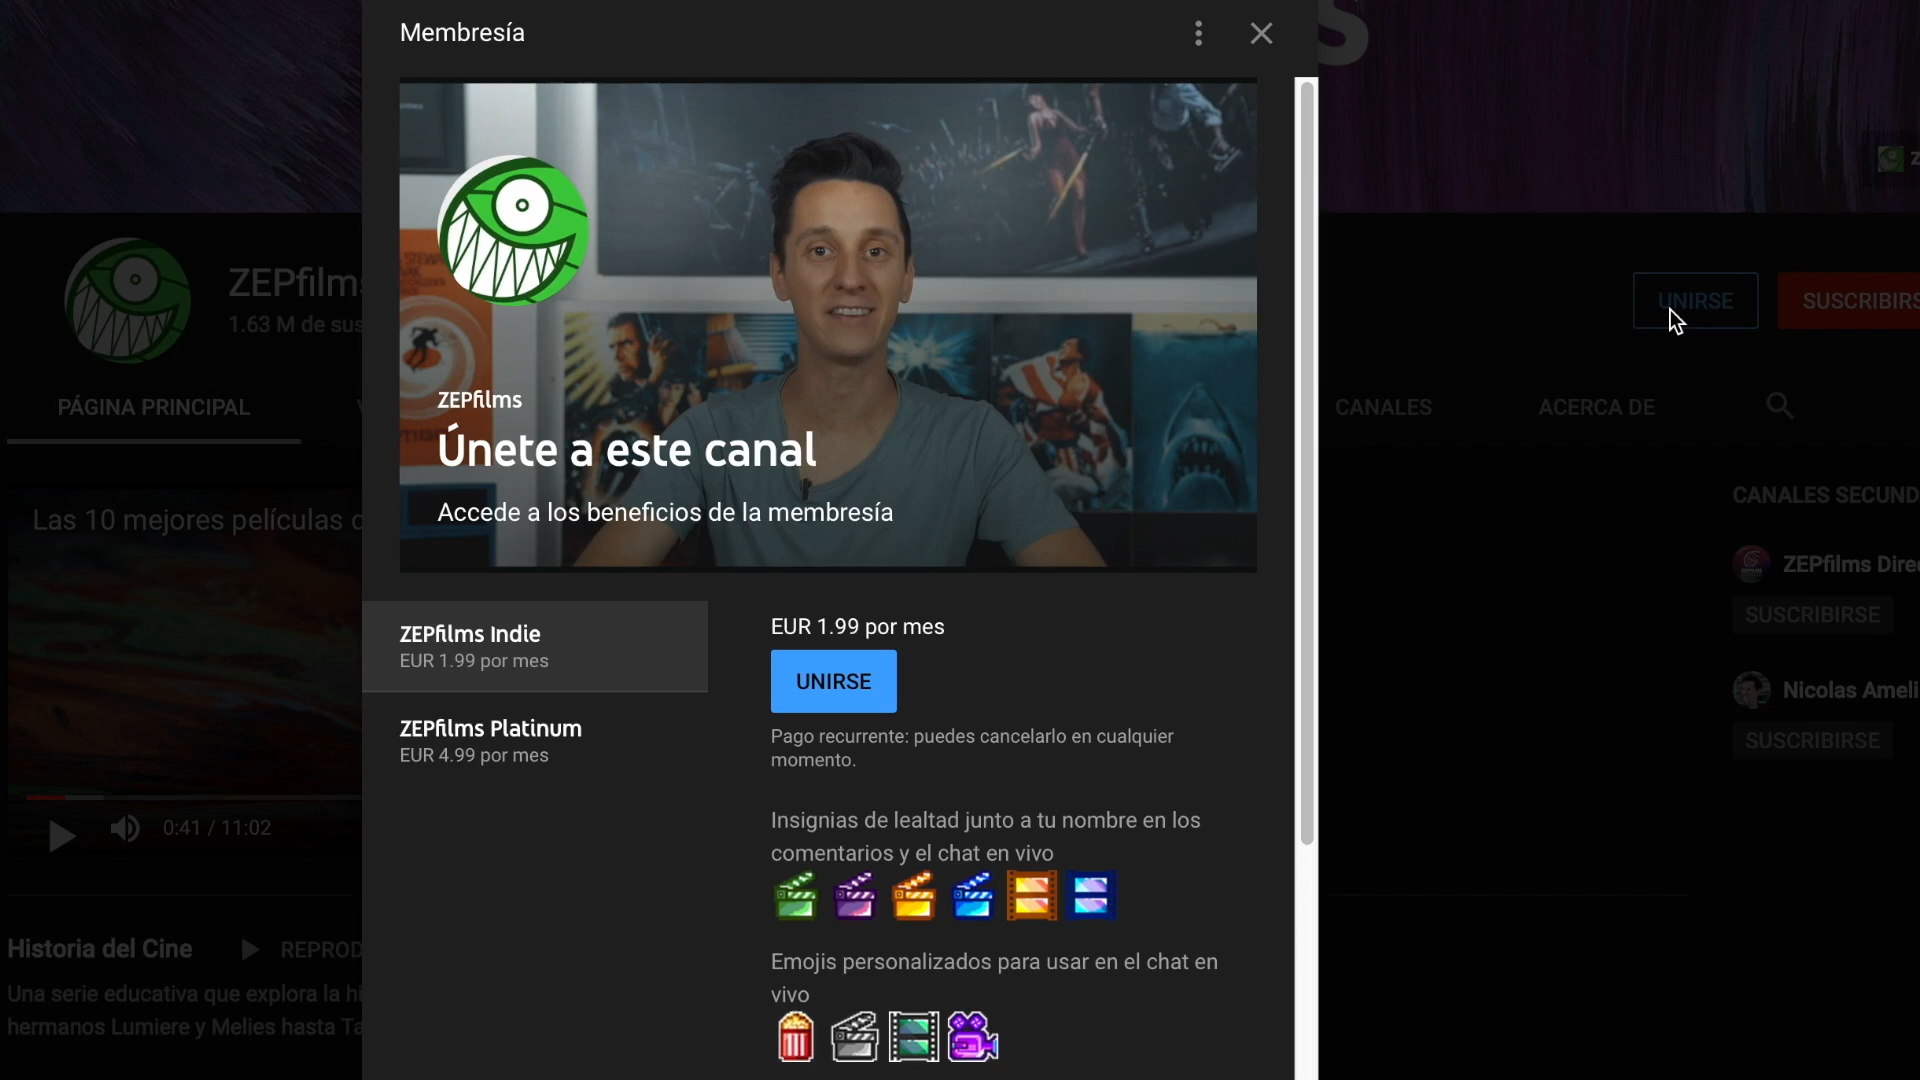 Membresía
ZEPfilms
1.63 M de sus
UNIRSE
SUSCRIBIRS
PÁGINA PRINCIPAL
CANALES
ACERCA DE
ZEPfilms
Únete a este canal
Accede a los beneficios de la membresía
Las 10 mejores películas d
0:41 / 11:02
CANALES SECUND
ZEPfilms Dire
SUSCRIBIRSE
Nicolas Ameli
SUSCRIBIRSE
ZEPfilms Indie
EUR 1.99 por mes
ZEPfilms Platinum
EUR 4.99 por mes
EUR 1.99 por mes
UNIRSE
Pago recurrente: puedes cancelarlo en cualquier
momento.
Insignias de lealtad junto a tu nombre en los
comentarios y el chat en vivo
Emojis personalizados para usar en el chat en
vivo
Historia del Cine
REPROD
Una serie educativa que explora la hi
hermanos Lumiere y Melies hasta Ta